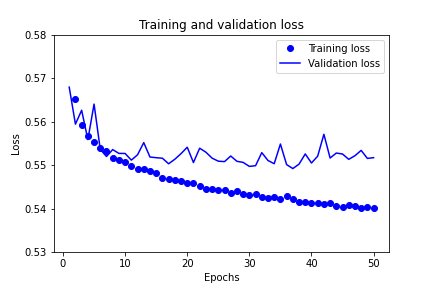 Training and validation loss
Training loss
Validation loss
Loss
0.58
0.57
0.56
0.55
0.54
0.53
0
10
20
30
40
50
Epochs